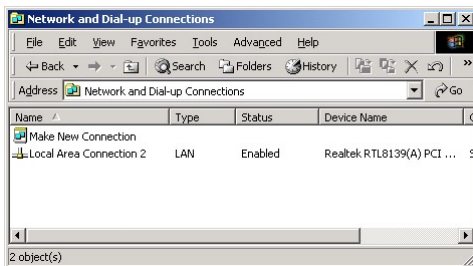 Network and Dial-up Connections
File Edit View Favorites Tools Advanced Help
Back Search Folders History »
Address Network and Dial-up Connections Go
Name Type Status Device Name
Make New Connection
Local Area Connection 2 LAN Enabled Realtek RTL8139(A) PCI ...
2 object(s)